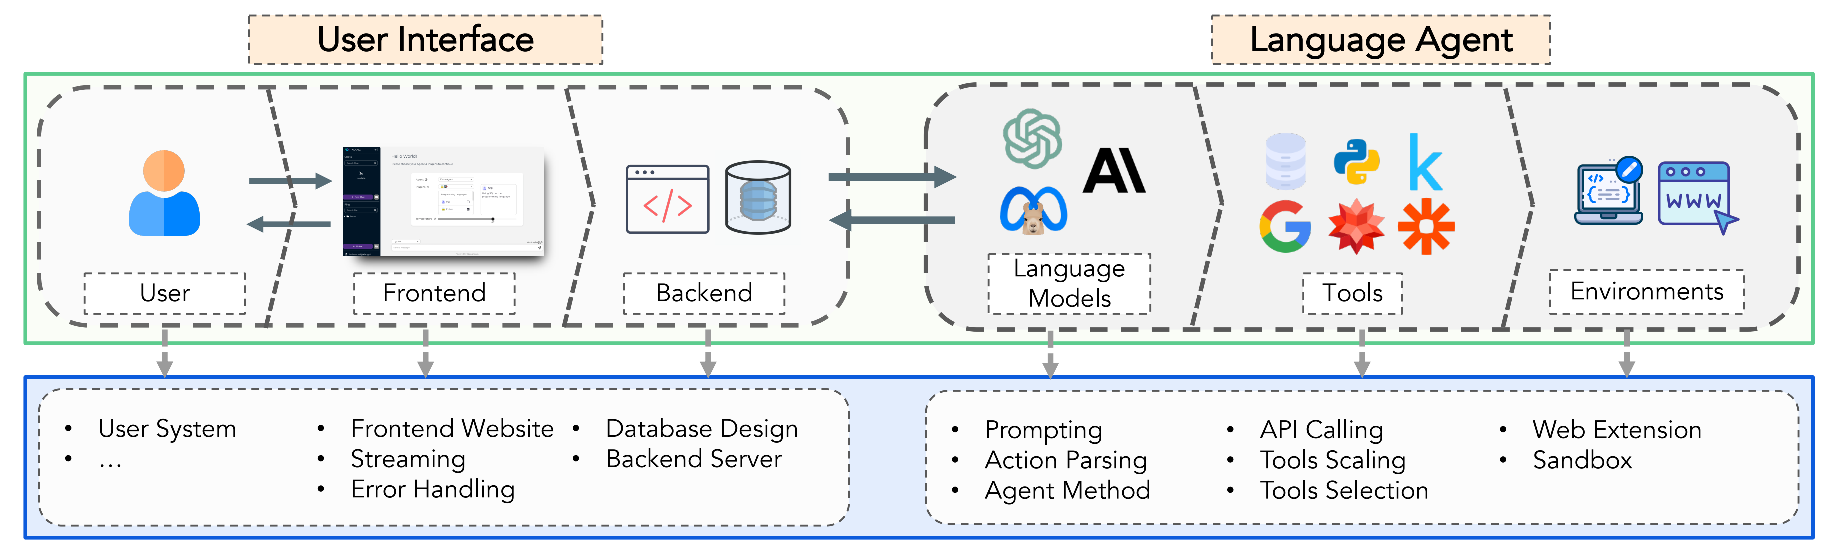 User Interface
Language Agent
User
Frontend
Backend
Language
Models
Tools
Environments
</>
</>
{...}
WWW
• User System
• ...
• Frontend Website
• Streaming
• Error Handling
• Database Design
• Backend Server
• Prompting
• Action Parsing
• Agent Method
• API Calling
• Tools Scaling
• Tools Selection
• Web Extension
• Sandbox